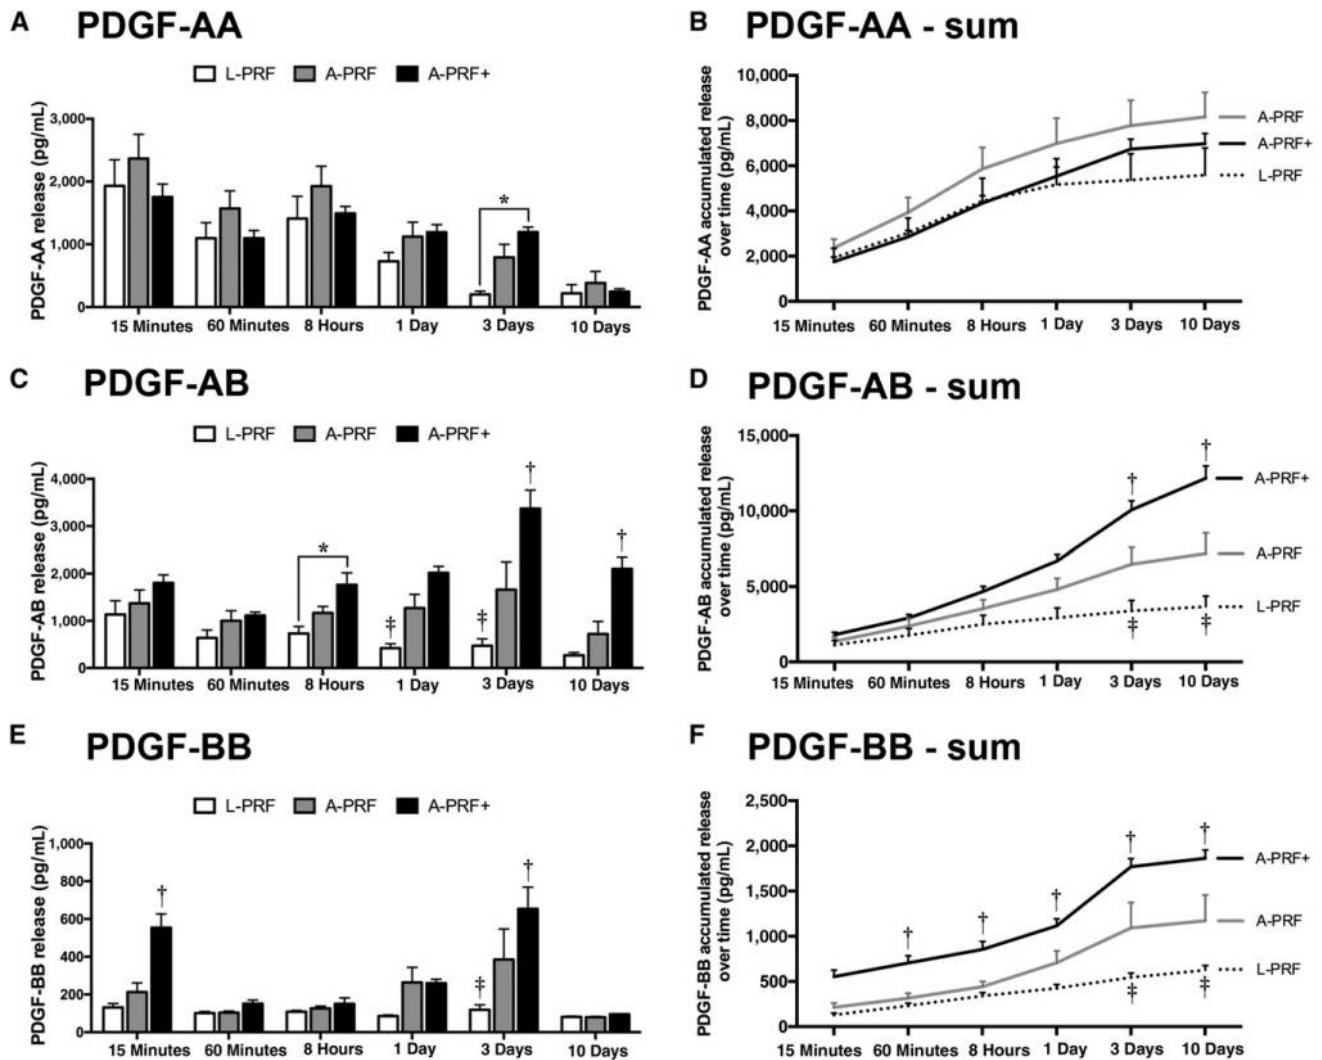 A PDGF-AA
L-PRF A-PRF A-PRF+
PDGF-AA release (pg/mL)
3,000
2,000
1,000
0
15 Minutes 60 Minutes 8 Hours 1 Day 3 Days 10 Days
*
B PDGF-AA - sum
PDGF-AA accumulated release
over time (pg/mL)
10,000
8,000
6,000
4,000
2,000
0
15 Minutes 60 Minutes 8 Hours 1 Day 3 Days 10 Days
A-PRF
A-PRF+
L-PRF
C PDGF-AB
L-PRF A-PRF A-PRF+
PDGF-AB release (pg/mL)
4,000
3,000
2,000
1,000
0
15 Minutes 60 Minutes 8 Hours 1 Day 3 Days 10 Days
* ‡ ‡ † †
D PDGF-AB - sum
PDGF-AB accumulated release
over time (pg/mL)
15,000
10,000
5,000
0
15 Minutes 60 Minutes 8 Hours 1 Day 3 Days 10 Days
† †
‡ ‡
A-PRF+
A-PRF
L-PRF
E PDGF-BB
L-PRF A-PRF A-PRF+
PDGF-BB release (pg/mL)
1,000
800
600
400
200
0
15 Minutes 60 Minutes 8 Hours 1 Day 3 Days 10 Days
† ‡ †
F PDGF-BB - sum
PDGF-BB accumulated release
over time (pg/mL)
2,500
2,000
1,500
1,000
500
0
15 Minutes 60 Minutes 8 Hours 1 Day 3 Days 10 Days
† † † † †
‡ ‡
A-PRF+
A-PRF
L-PRF